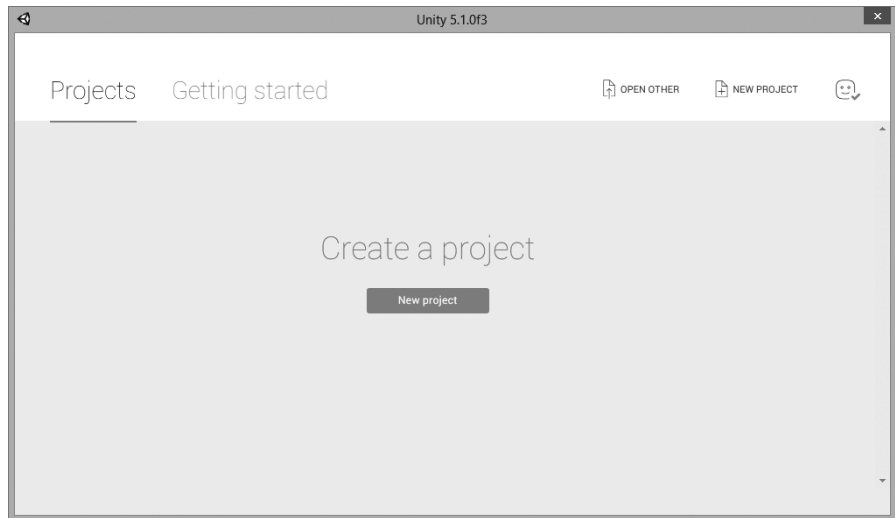 Unity 5.1.0f3
Projects Getting started OPEN OTHER NEW PROJECT
Create a project
New project